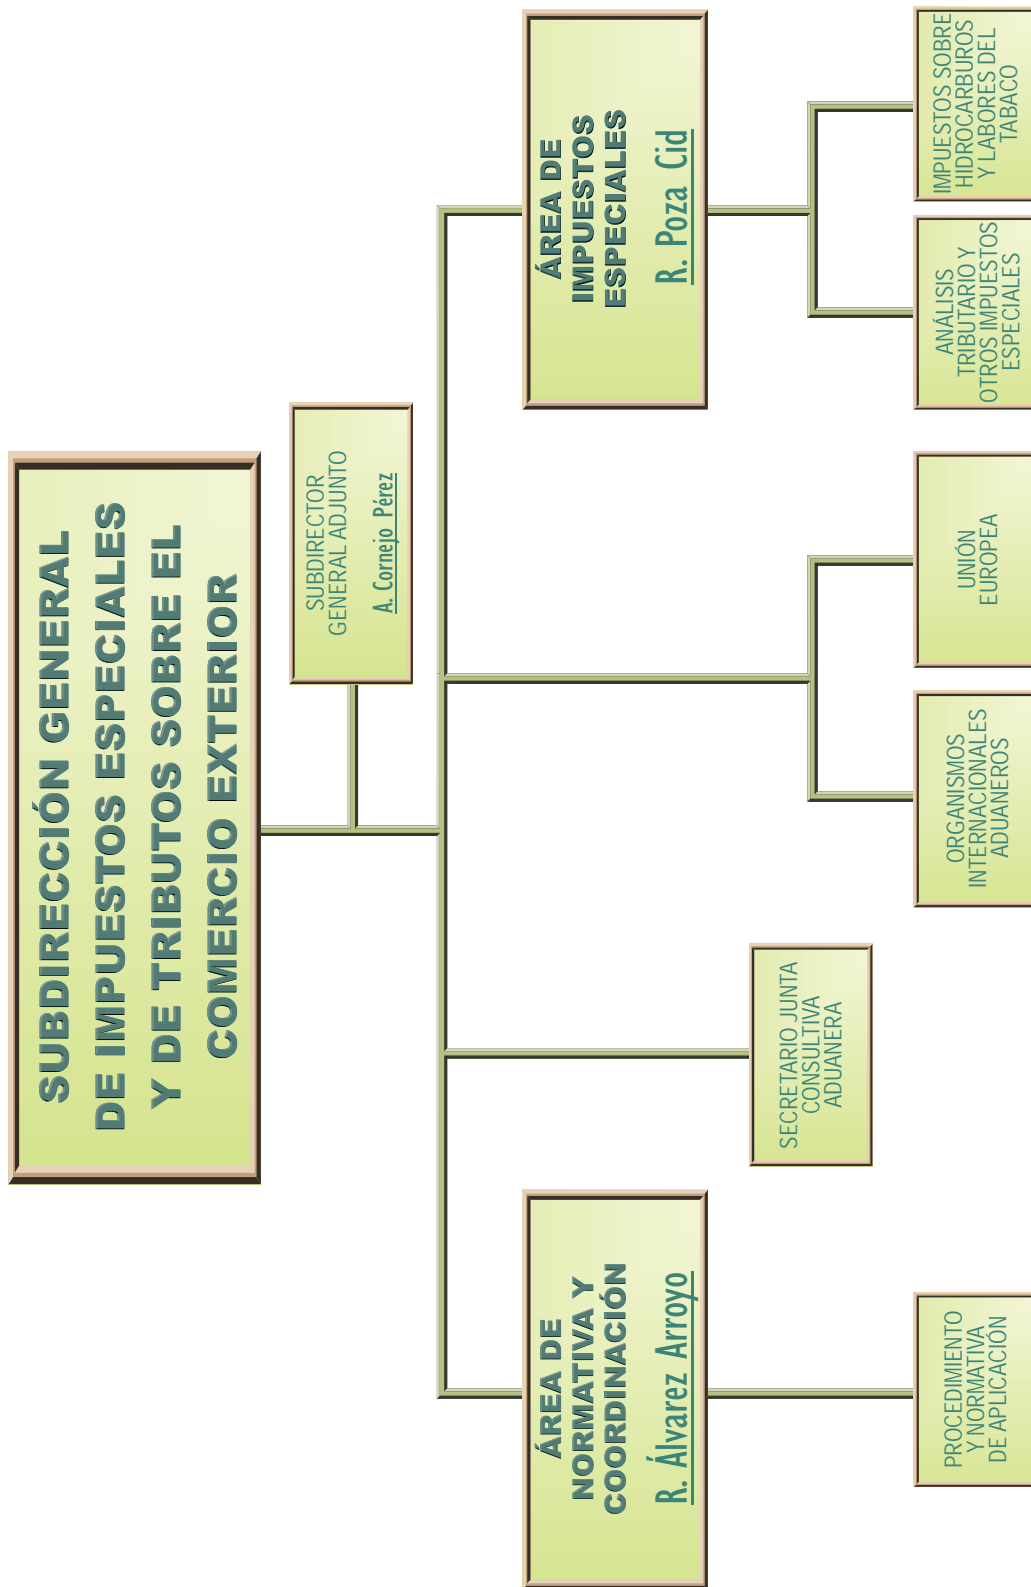 SUBDIRECCIÓN GENERAL
DE IMPUESTOS ESPECIALES
Y DE TRIBUTOS SOBRE EL
COMERCIO EXTERIOR
SUBDIRECTOR
GENERAL ADJUNTO
A. Cornejo Pérez
ÁREA DE
NORMATIVA Y
COORDINACIÓN
R. Álvarez Arroyo
ÁREA DE
IMPUESTOS
ESPECIALES
R. Poza Cid
SECRETARIO JUNTA
CONSULTIVA
ADUANERA
PROCEDIMIENTO
Y NORMATIVA
DE APLICACIÓN
ORGANISMOS
INTERNACIONALES
ADUANEROS
UNIÓN
EUROPEA
ANÁLISIS
TRIBUTARIO Y
OTROS IMPUESTOS
ESPECIALES
IMPUESTOS SOBRE
HIDROCARBUROS
Y LABORES DEL
TABACO